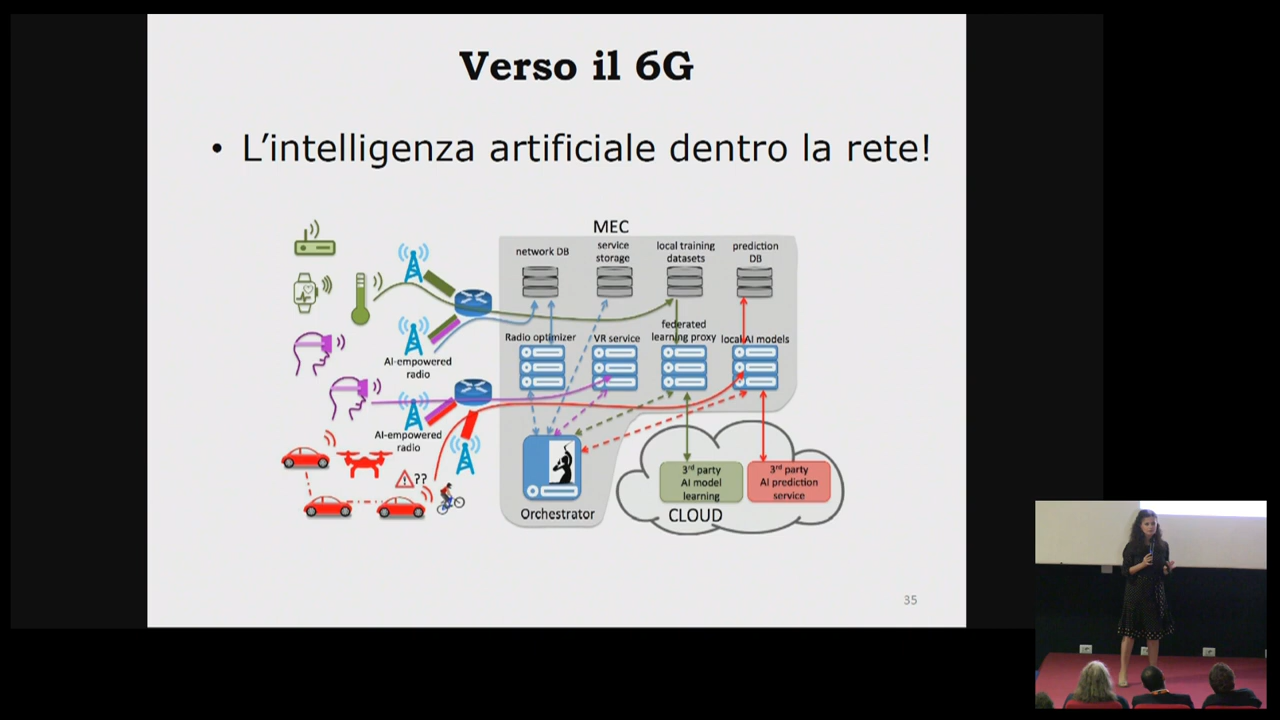 Verso il 6G
• L’intelligenza artificiale dentro la rete!
MEC
network DB
service
storage
local training
datasets
prediction
DB
Radio optimizer
VR service
federated
learning proxy
local AI models
AI-empowered
radio
AI-empowered
radio
??
Orchestrator
3rd party
AI model
learning
3rd party
AI prediction
service
CLOUD
35